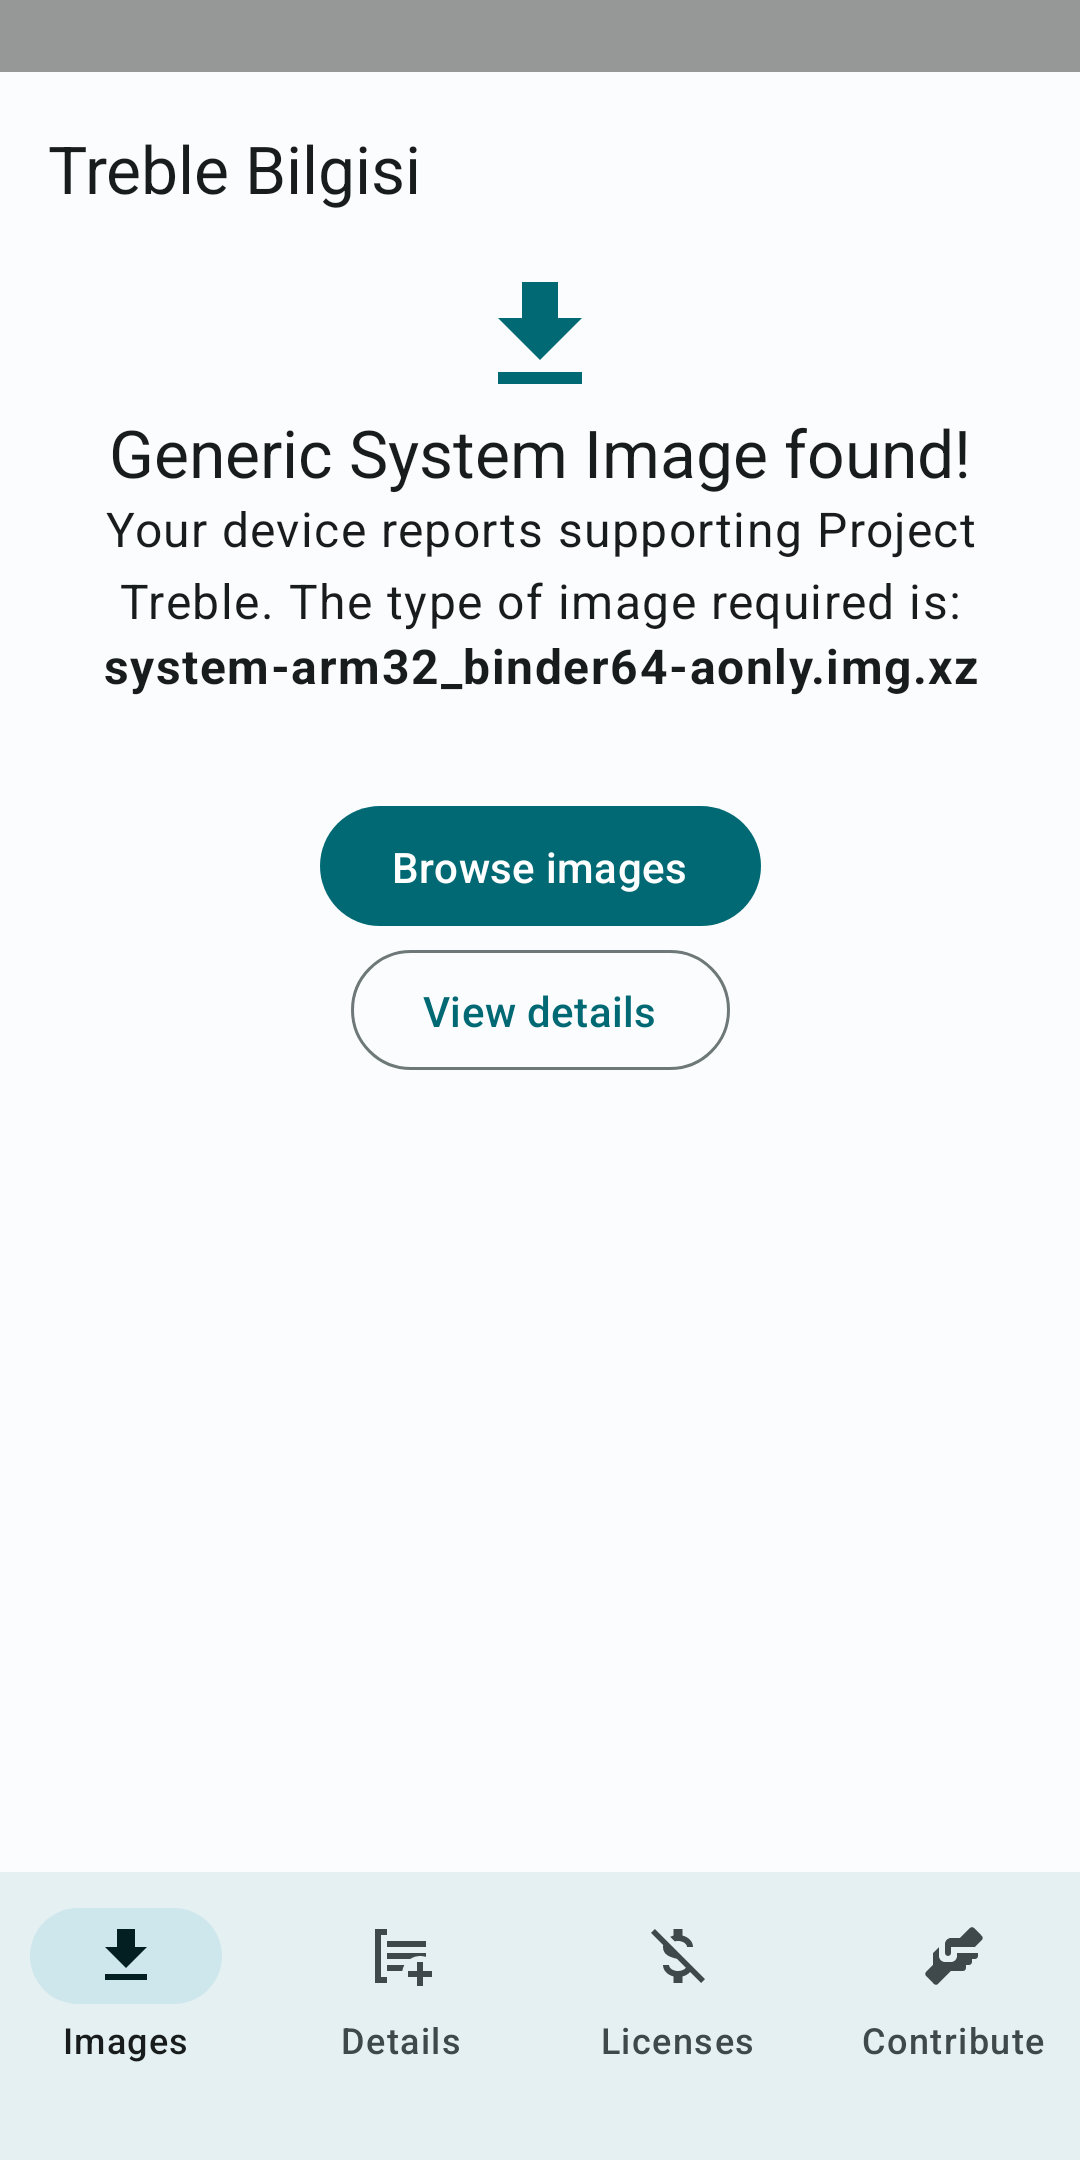 Treble Bilgisi
Generic System Image found!
Your device reports supporting Project
Treble. The type of image required is:
system-arm32_binder64-aonly.img.xz
Browse images
View details
Images
Details
Licenses
Contribute